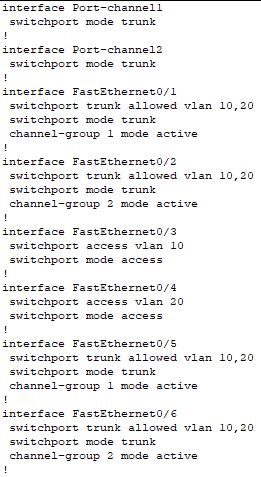 interface Port-channel1
 switchport mode trunk
!
interface Port-channel2
 switchport mode trunk
!
interface FastEthernet0/1
 switchport trunk allowed vlan 10,20
 switchport mode trunk
 channel-group 1 mode active
!
interface FastEthernet0/2
 switchport trunk allowed vlan 10,20
 switchport mode trunk
 channel-group 2 mode active
!
interface FastEthernet0/3
 switchport access vlan 10
 switchport mode access
!
interface FastEthernet0/4
 switchport access vlan 20
 switchport mode access
!
interface FastEthernet0/5
 switchport trunk allowed vlan 10,20
 switchport mode trunk
 channel-group 1 mode active
!
interface FastEthernet0/6
 switchport trunk allowed vlan 10,20
 switchport mode trunk
 channel-group 2 mode active
!